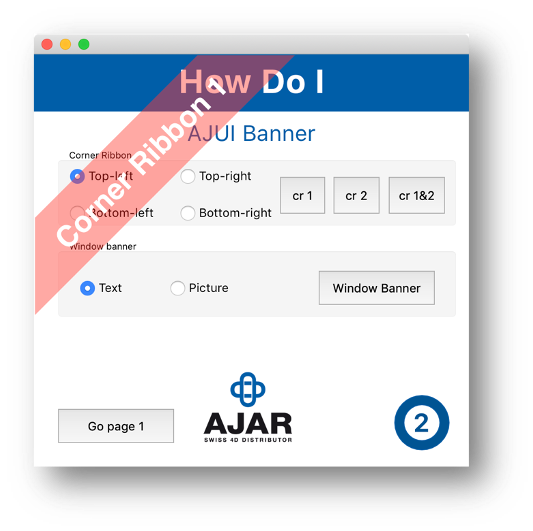 How Do I
AJUI Banner
Corner Ribbon 1
Corner Ribbon
Top-left
Top-right
cr 1
cr 2
cr 1&2
Bottom-left
Bottom-right
Window banner
Text
Picture
Window Banner
Go page 1
AJAR
SWISS 4D DISTRIBUTOR
2